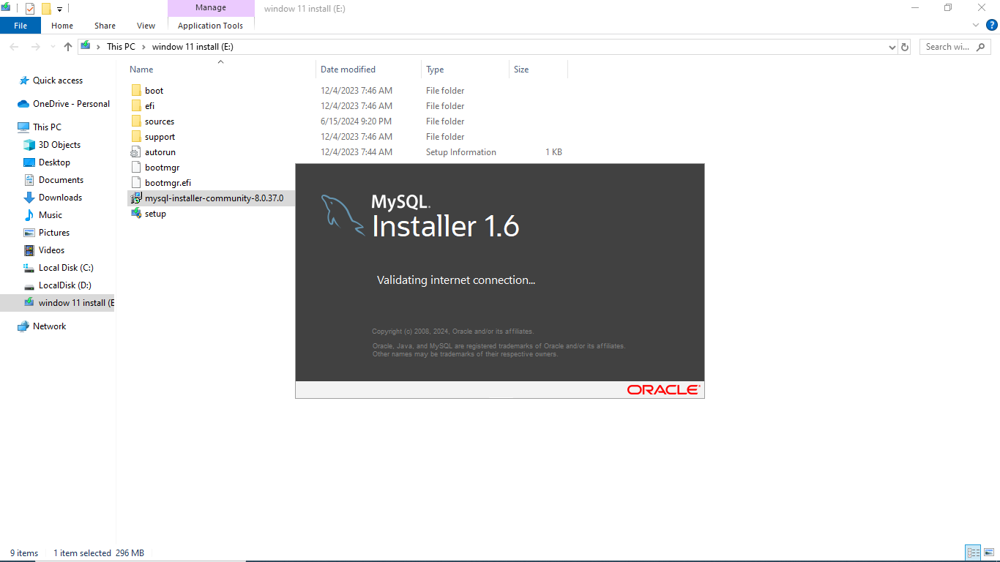 Manage
window 11 install (E:)
File
Home
Share
View
Application Tools
This PC
window 11 install (E:)
Search wi...
Name
Date modified
Type
Size
Quick access
OneDrive - Personal
This PC
3D Objects
Desktop
Documents
Downloads
Music
Pictures
Videos
Local Disk (C:)
LocalDisk (D:)
window 11 install (E
Network
boot 12/4/2023 7:46 AM File folder
efi 12/4/2023 7:46 AM File folder
sources 6/15/2024 9:20 PM File folder
support 12/4/2023 7:46 AM File folder
autorun 12/4/2023 7:44 AM Setup Information 1 KB
bootmgr
bootmgr.efi
mysql-installer-community-8.0.37.0
setup
MySQL.
Installer 1.6
Validating internet connection...
Copyright (c) 2008, 2024, Oracle and/or its affiliates.
Oracle, Java, and MySQL are registered trademarks of Oracle and/or its affiliates.
Other names may be trademarks of their respective owners.
ORACLE
9 items
1 item selected 296 MB